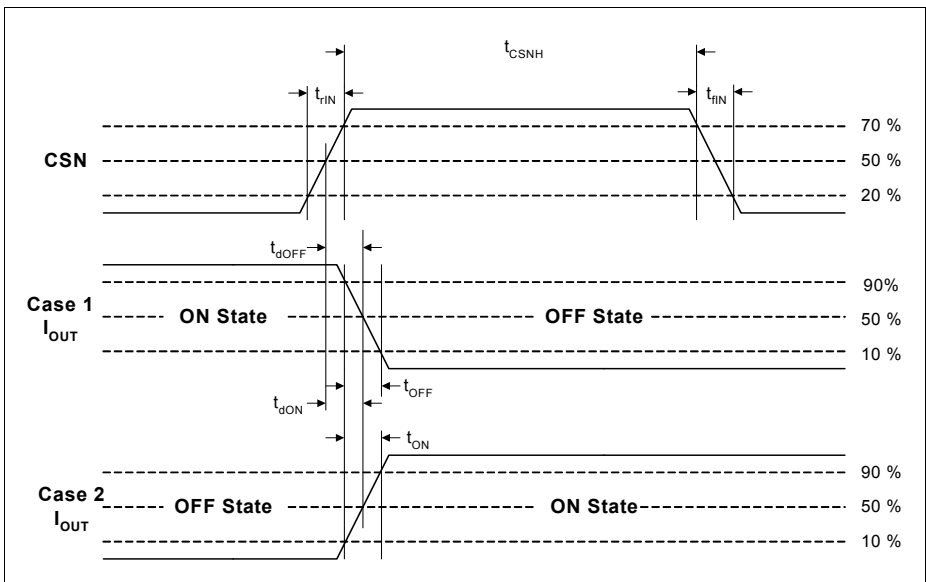 tCSNH
trIN
tfIN
70 %
CSN
50 %
20 %
tdOFF
90%
Case 1
ON State
OFF State
50 %
IOUT
10 %
tOFF
tdON
tON
90 %
Case 2
OFF State
ON State
50 %
IOUT
10 %